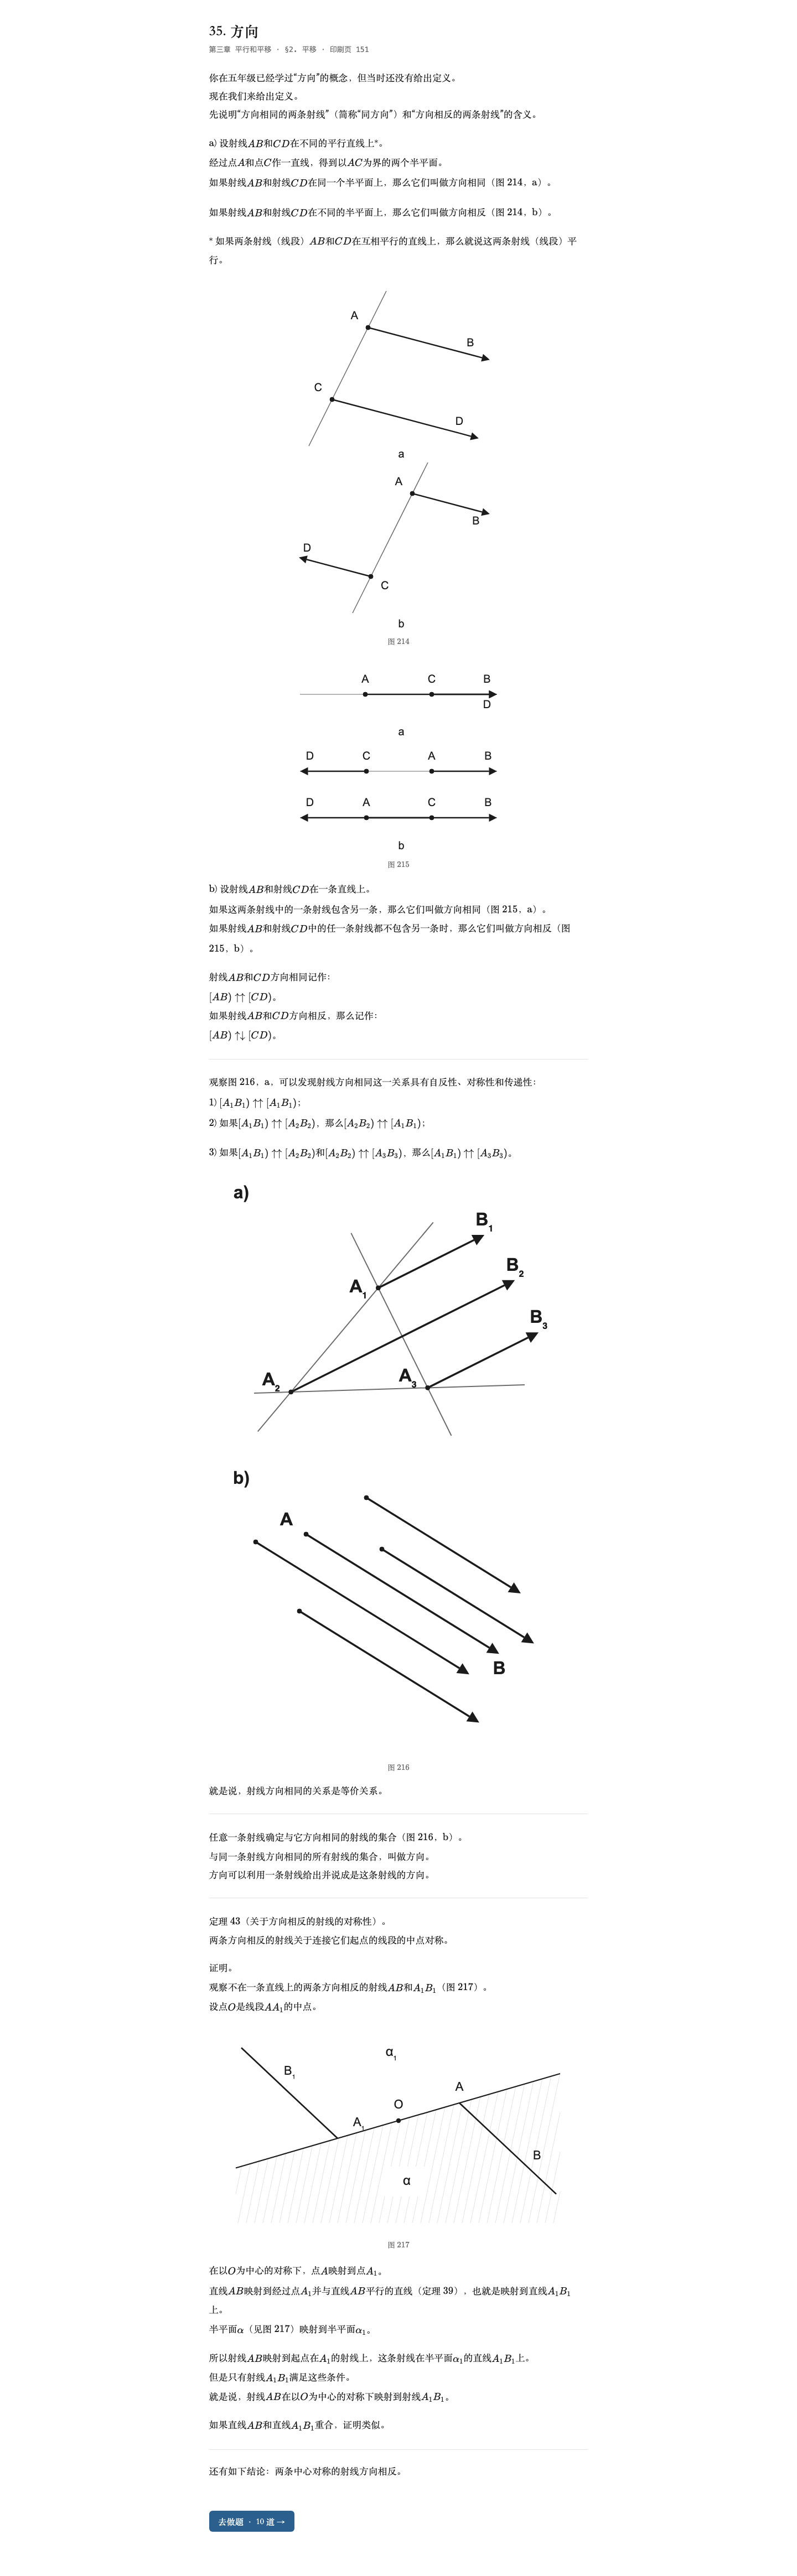 35. 方向
第三章 平行和平移 · §2. 平移 · 印刷页 151
你在五年级已经学过“方向”的概念，但当时还没有给出定义。
现在我们来给出定义。
先说明“方向相同的两条射线”（简称“同方向”）和“方向相反的两条射线”的含义。
a) 设射线AB和CD在不同的平行直线上*。
经过点A和点C作一直线，得到以AC为界的两个半平面。
如果射线AB和射线CD在同一个半平面上，那么它们叫做方向相同（图 214，a）。
如果射线AB和射线CD在不同的半平面上，那么它们叫做方向相反（图 214，b）。
* 如果两条射线（线段）AB和CD在互相平行的直线上，那么就说这两条射线（线段）平
行。
A
B
C
D
a
A
B
D
C
b
图 214
A C B
D
a
D C A B
D A C B
b
图 215
b) 设射线AB和射线CD在一条直线上。
如果这两条射线中的一条射线包含另一条，那么它们叫做方向相同（图 215，a）。
如果射线AB和射线CD中的任一条射线都不包含另一条时，那么它们叫做方向相反（图
215，b）。
射线AB和CD方向相同记作：
[AB) ↑↑ [CD)。
如果射线AB和CD方向相反，那么记作：
[AB) ↑↓ [CD)。
观察图 216，a，可以发现射线方向相同这一关系具有自反性、对称性和传递性：
1) [A₁B₁) ↑↑ [A₁B₁)；
2) 如果[A₁B₁) ↑↑ [A₂B₂)，那么[A₂B₂) ↑↑ [A₁B₁)；
3) 如果[A₁B₁) ↑↑ [A₂B₂)和[A₂B₂) ↑↑ [A₃B₃)，那么[A₁B₁) ↑↑ [A₃B₃)。
a)
B₁
B₂
A₁
B₃
A₂
A₃
b)
A
B
图 216
就是说，射线方向相同的关系是等价关系。
任意一条射线确定与它方向相同的射线的集合（图 216，b）。
与同一条射线方向相同的所有射线的集合，叫做方向。
方向可以利用一条射线给出并说成是这条射线的方向。
定理 43（关于方向相反的射线的对称性）。
两条方向相反的射线关于连接它们起点的线段的中点对称。
证明。
观察不在一条直线上的两条方向相反的射线AB和A₁B₁（图 217）。
设点O是线段AA₁的中点。
α₁
B₁
A
O
A₁
B
α
图 217
在以O为中心的对称下，点A映射到点A₁。
直线AB映射到经过点A₁并与直线AB平行的直线（定理 39），也就是映射到直线A₁B₁
上。
半平面α（见图 217）映射到半平面α₁。
所以射线AB映射到起点在A₁的射线上，这条射线在半平面α₁的直线A₁B₁上。
但是只有射线A₁B₁满足这些条件。
就是说，射线AB在以O为中心的对称下映射到射线A₁B₁。
如果直线AB和直线A₁B₁重合，证明类似。
还有如下结论：两条中心对称的射线方向相反。
去做题 · 10 道 →